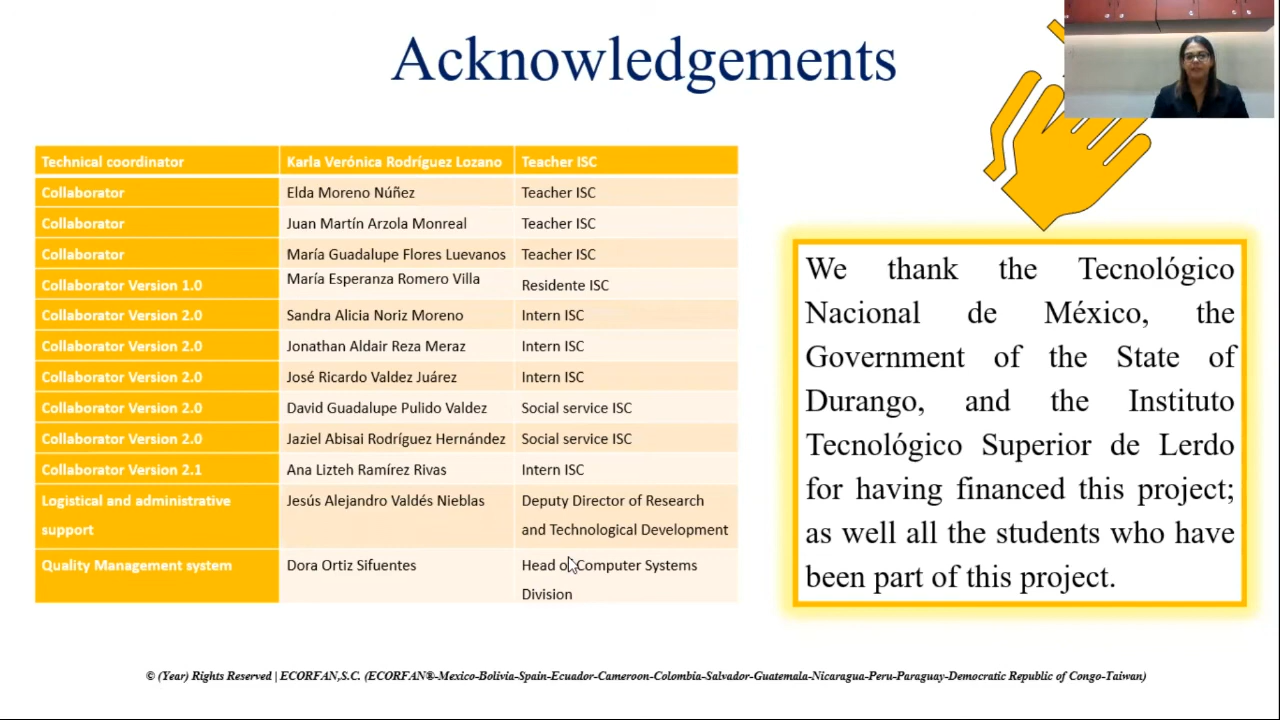 Acknowledgements
Technical coordinator Karla Verónica Rodríguez Lozano Teacher ISC
Collaborator Elda Moreno Núñez Teacher ISC
Collaborator Juan Martín Arzola Monreal Teacher ISC
Collaborator María Guadalupe Flores Luevanos Teacher ISC
Collaborator Version 1.0 María Esperanza Romero Villa Residente ISC
Collaborator Version 2.0 Sandra Alicia Noriz Moreno Intern ISC
Collaborator Version 2.0 Jonathan Aldair Reza Meraz Intern ISC
Collaborator Version 2.0 José Ricardo Valdez Juárez Intern ISC
Collaborator Version 2.0 David Guadalupe Pulido Valdez Social service ISC
Collaborator Version 2.0 Jaziel Abisai Rodríguez Hernández Social service ISC
Collaborator Version 2.1 Ana Lizteh Ramírez Rivas Intern ISC
Logistical and administrative Jesús Alejandro Valdés Nieblas Deputy Director of Research
support and Technological Development
Quality Management system Dora Ortiz Sifuentes Head of Computer Systems
Division
We thank the Tecnológico
Nacional de México, the
Government of the State of
Durango, and the Instituto
Tecnológico Superior de Lerdo
for having financed this project;
as well all the students who have
been part of this project.
© (Year) Rights Reserved | ECORFAN,S.C. (ECORFAN®-Mexico-Bolivia-Spain-Ecuador-Cameroon-Colombia-Salvador-Guatemala-Nicaragua-Peru-Paraguay-Democratic Republic of Congo-Taiwan)